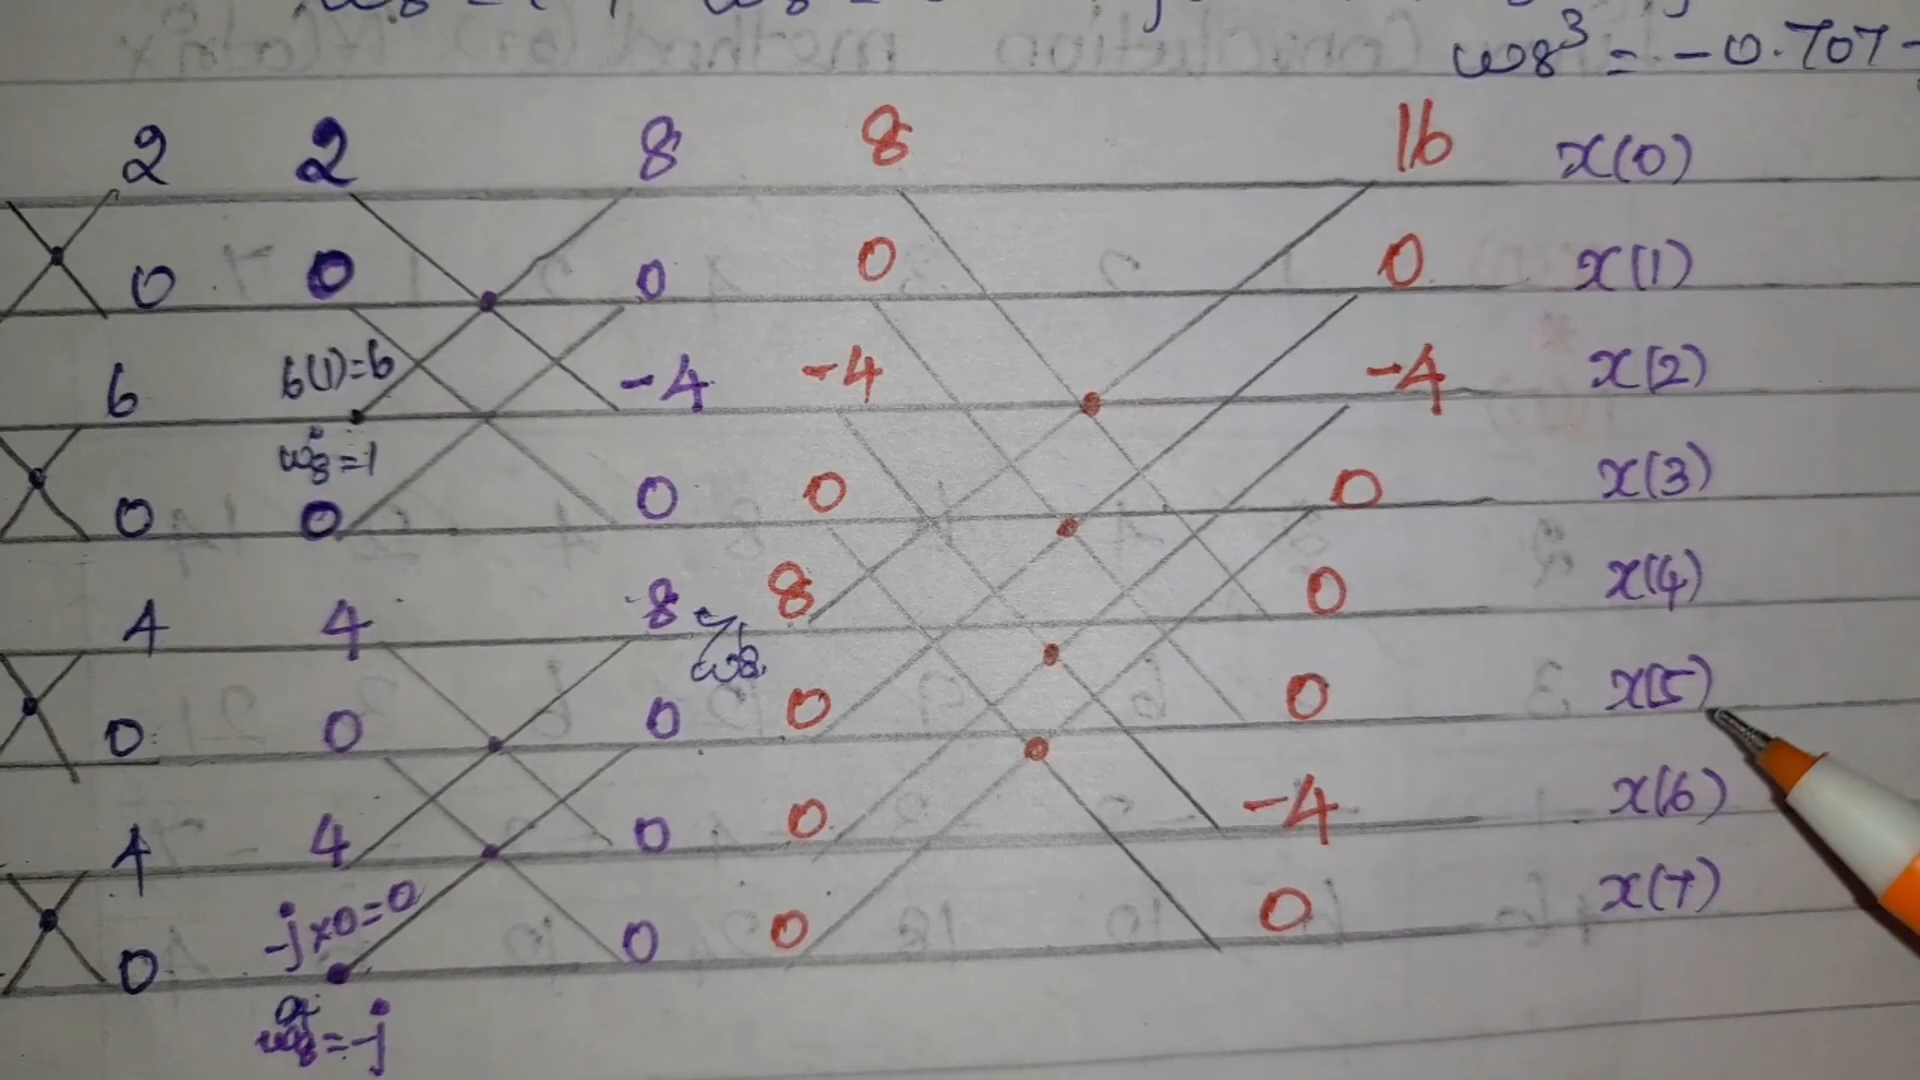 ω8³ = -0.707
2 2 8 8 16 x(0)
0 0 0 0 0 x(1)
6 6(1)=6 -4 -4 -4 x(2)
ω8⁰=1
0 0 0 0 0 x(3)
4 4 8 8 0 x(4)
ω8
0 0 0 0 0 x(5)
4 4 0 0 -4 x(6)
0 -j×0=0 0 0 0 x(7)
ω8²=-j